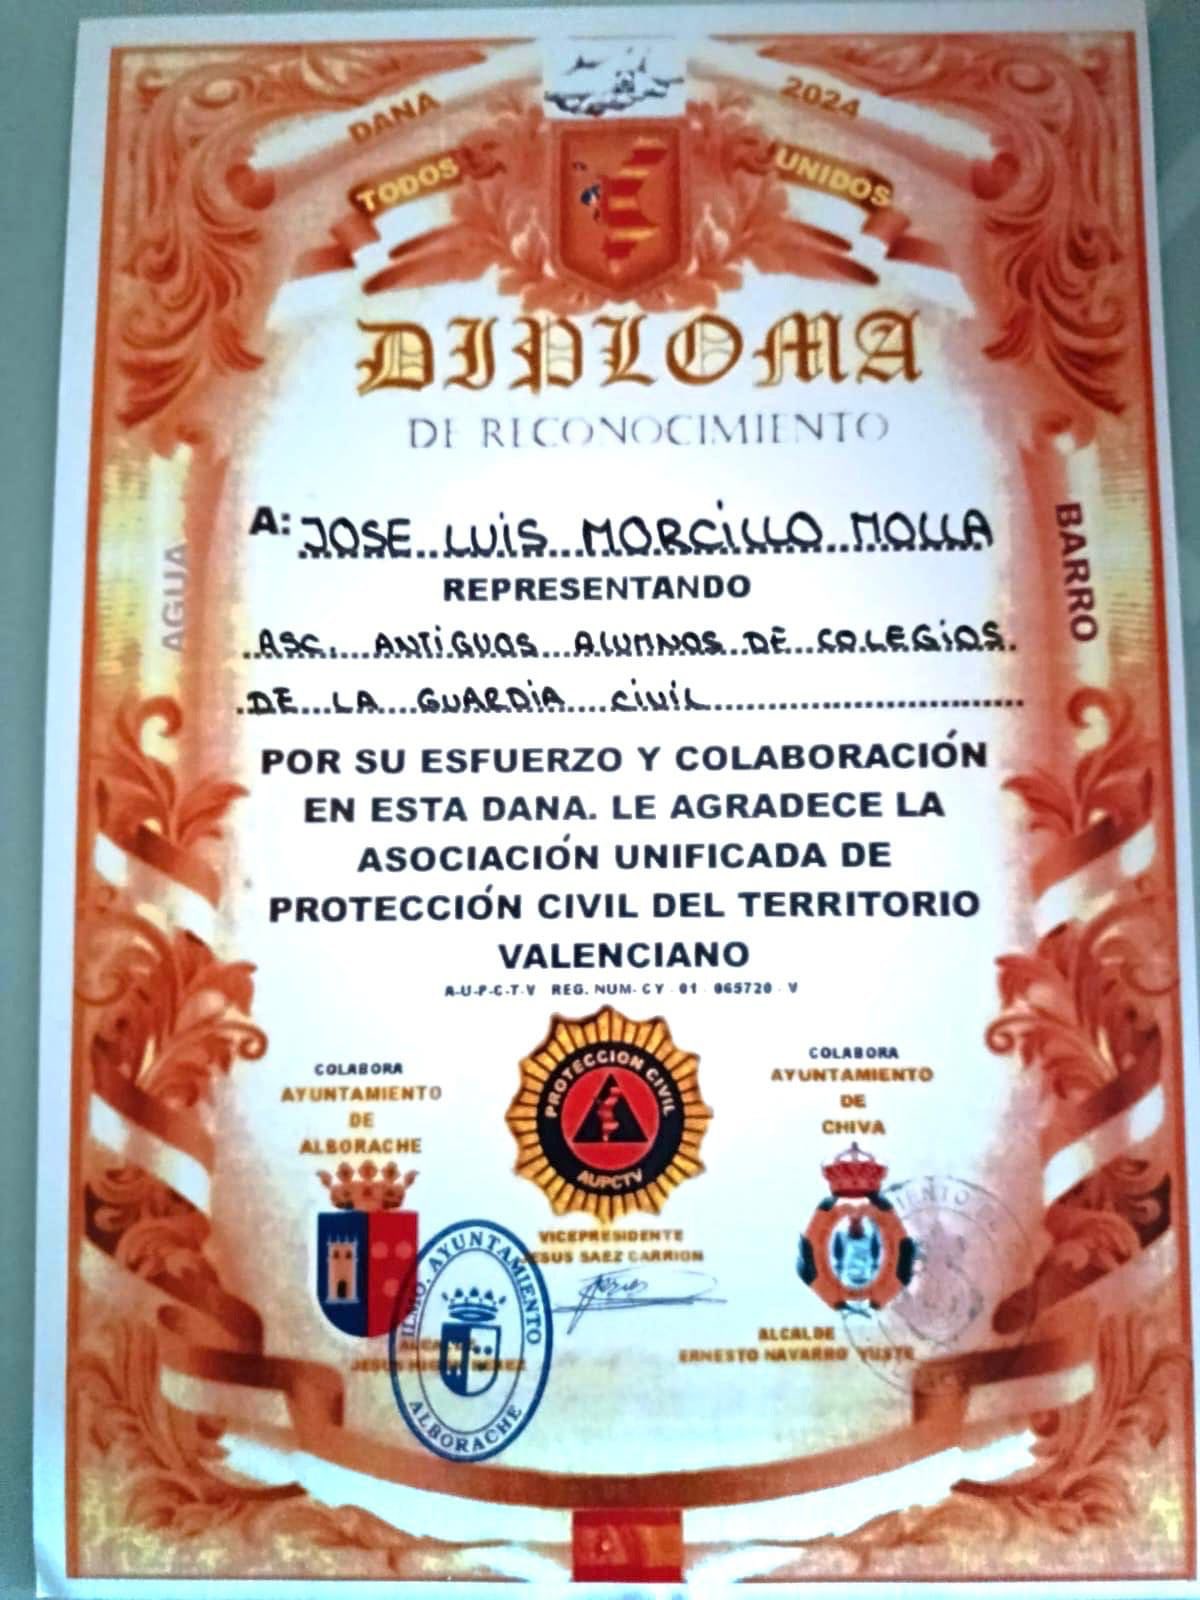 DANA 2024
TODOS UNIDOS
DIPLOMA
DE RECONOCIMIENTO
AGUA
BARRO
A: JOSE LUIS MORCILLO MOLLA
REPRESENTANDO
ASC. ANTIGUOS ALUMNOS DE COLEGIOS
DE LA GUARDIA CIVIL
POR SU ESFUERZO Y COLABORACIÓN
EN ESTA DANA. LE AGRADECE LA
ASOCIACIÓN UNIFICADA DE
PROTECCIÓN CIVIL DEL TERRITORIO
VALENCIANO
A-U-P-C-T-V REG. NUM- CY - 01 - 065720 - V
COLABORA
AYUNTAMIENTO
DE
ALBORACHE
PROTECCION CIVIL
AUPCTV
COLABORA
AYUNTAMIENTO
DE
CHIVA
VICEPRESIDENTE
JESUS SAEZ CARRION
ILMO. AYUNTAMIENTO
ALBORACHE
ALCALDE
ERNESTO NAVARRO YUSTE